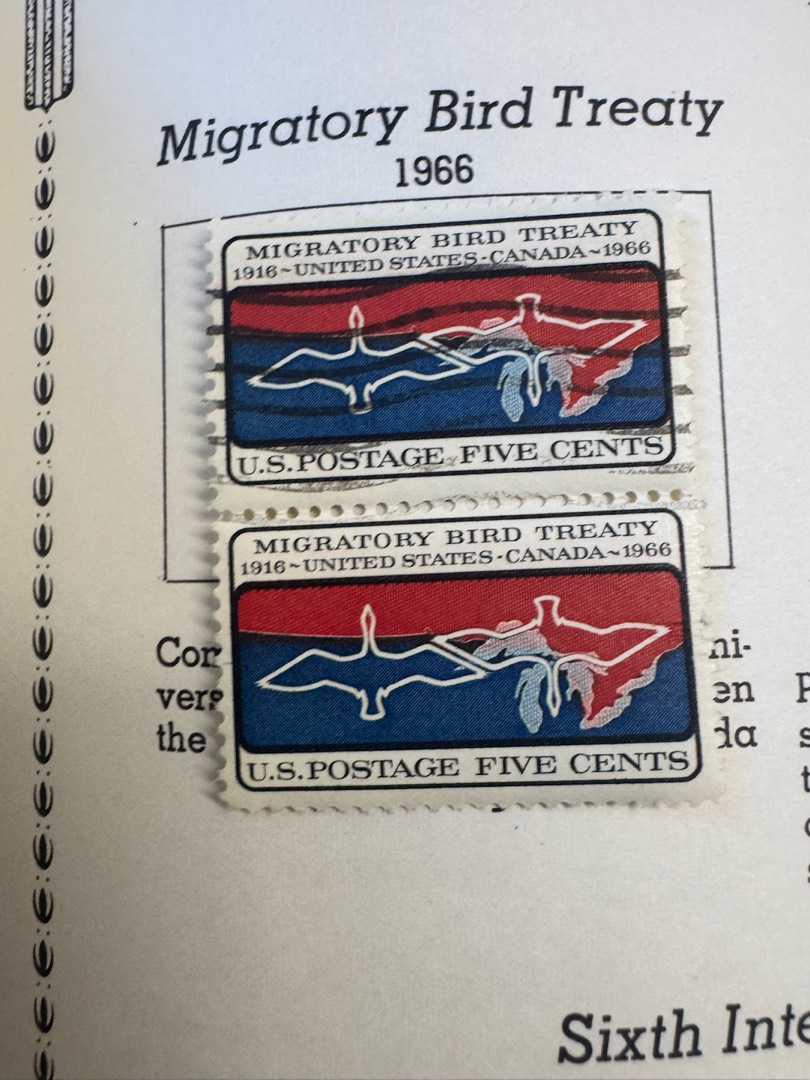 Migratory Bird Treaty
1966
MIGRATORY BIRD TREATY
1916~UNITED STATES-CANADA~1966
U.S.POSTAGE FIVE CENTS
MIGRATORY BIRD TREATY
1916~UNITED STATES-CANADA~1966
U.S.POSTAGE FIVE CENTS
the
Sixth